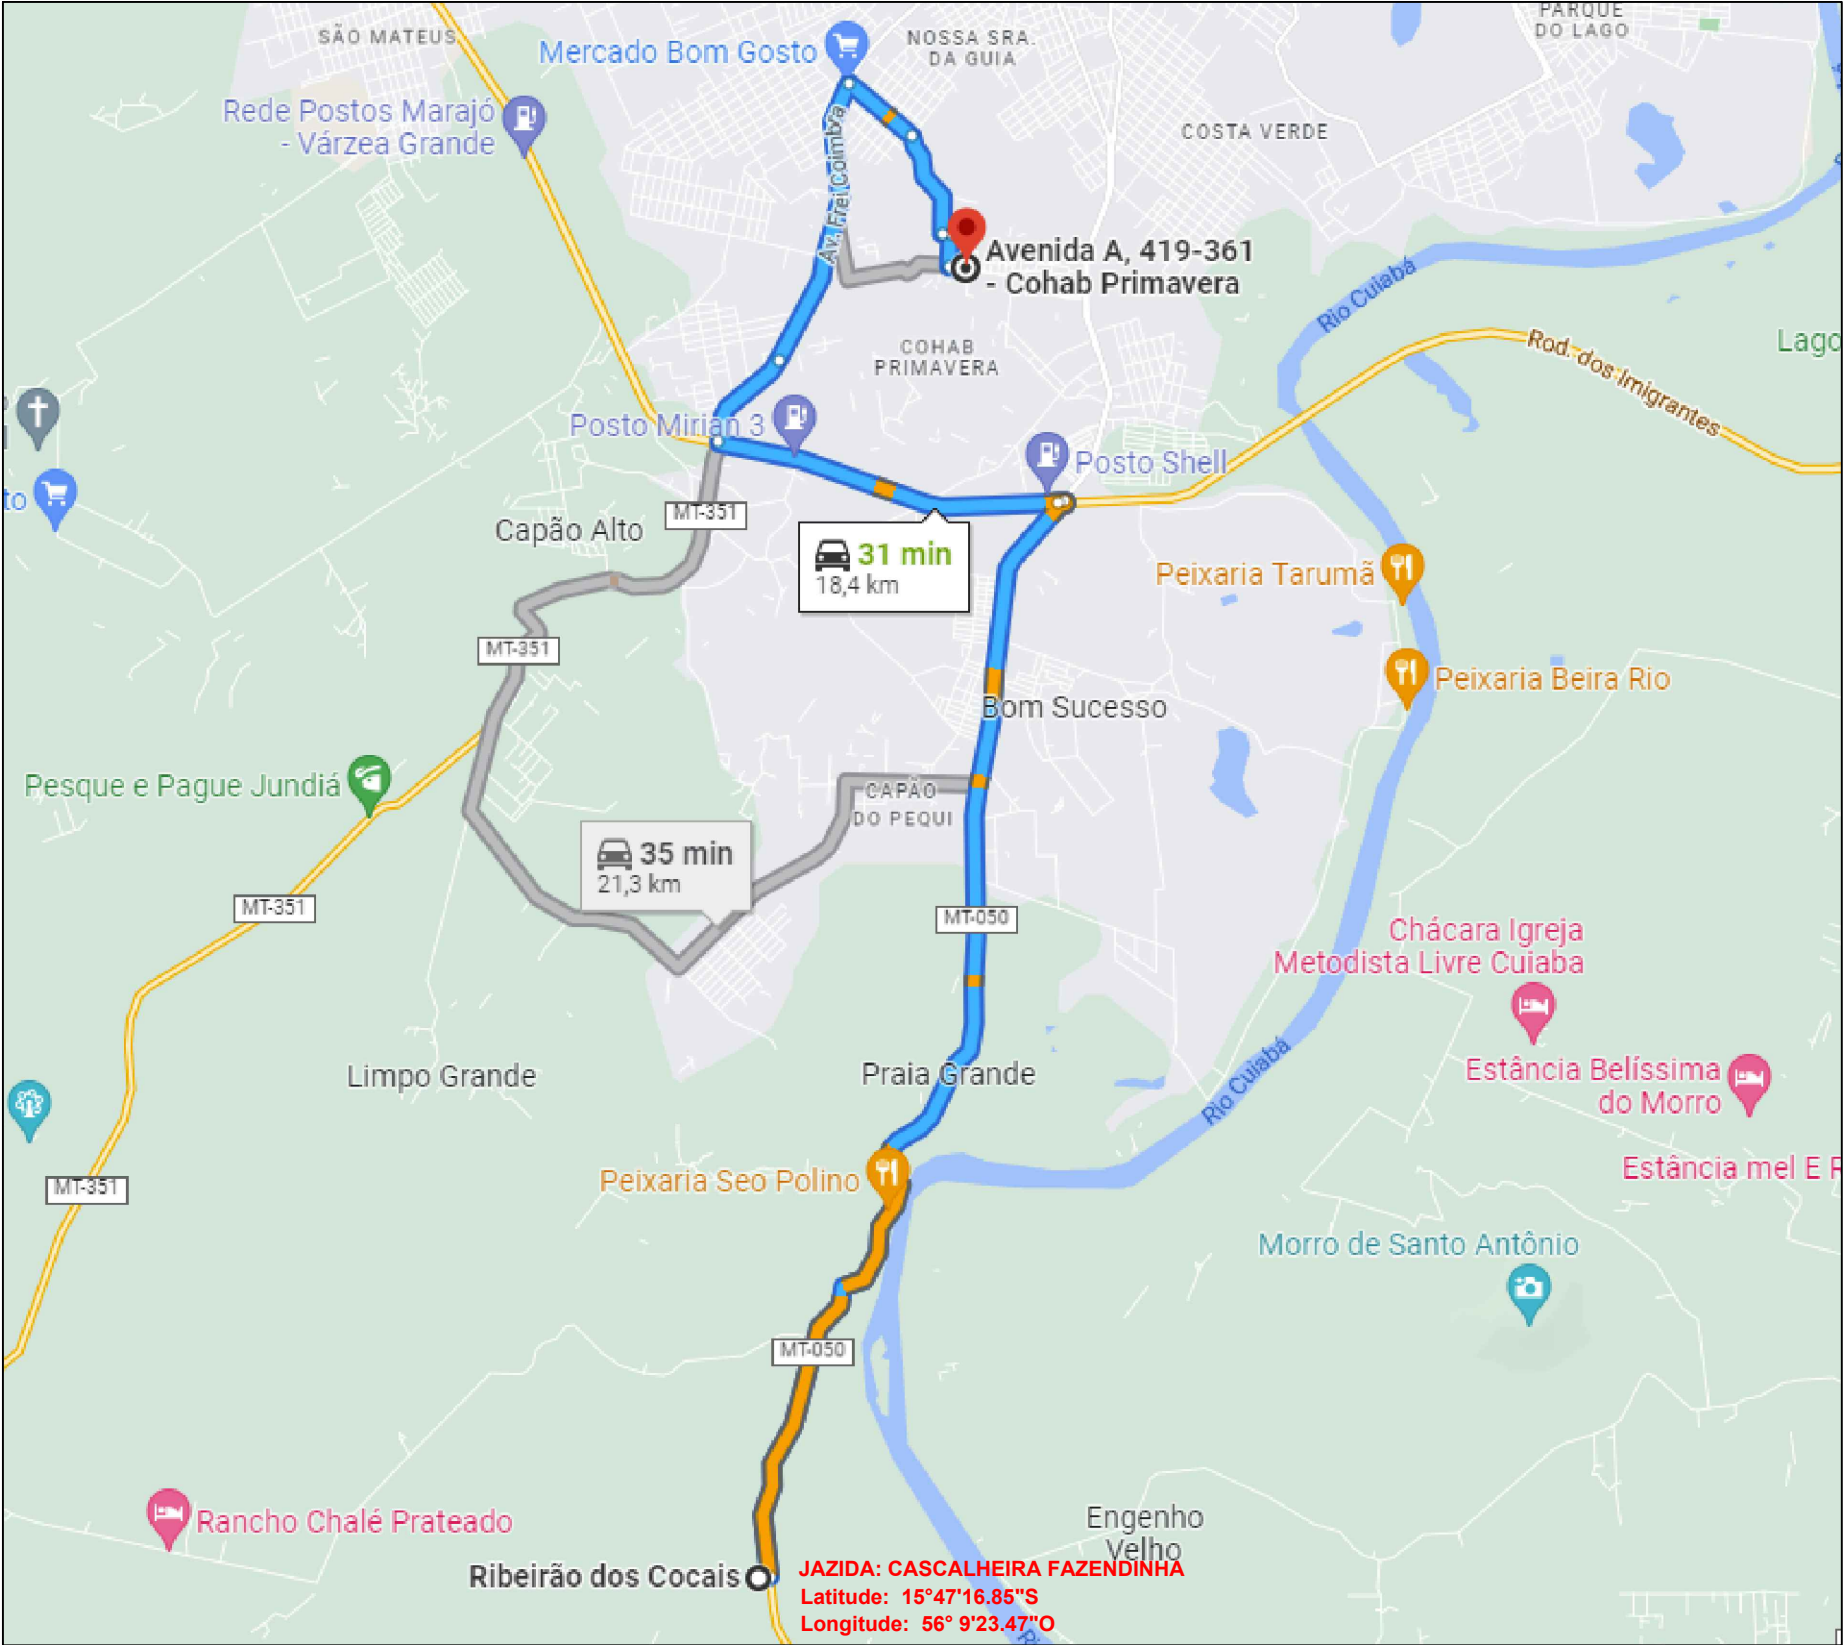 PARQUE
DO LAGO
SÃO MATEUS
NOSSA SRA.
DA GUIA
Mercado Bom Gosto
Rede Postos Marajó
- Várzea Grande
COSTA VERDE
Av. Frei Coimbra
Avenida A, 419-361
- Cohab Primavera
Rio Cuiabá
COHAB
PRIMAVERA
Rod. dos Imigrantes
Lago
Posto Mirian 3
Posto Shell
to
MT-351
Capão Alto
31 min
18,4 km
Peixaria Tarumã
MT-351
Peixaria Beira Rio
Bom Sucesso
Pesque e Pague Jundiá
CAPÃO
DO PEQUI
35 min
21,3 km
MT-351
MT-050
Chácara Igreja
Metodista Livre Cuiaba
Limpo Grande
Praia Grande
Rio Cuiabá
Estância Belíssima
do Morro
Peixaria Seo Polino
Estância mel E
MT-351
Morro de Santo Antônio
MT-050
Rancho Chalé Prateado
Engenho
Velho
Ribeirão dos Cocais
JAZIDA: CASCALHEIRA FAZENDINHA
Latitude: 15°47'16.85"S
Longitude: 56° 9'23.47"O